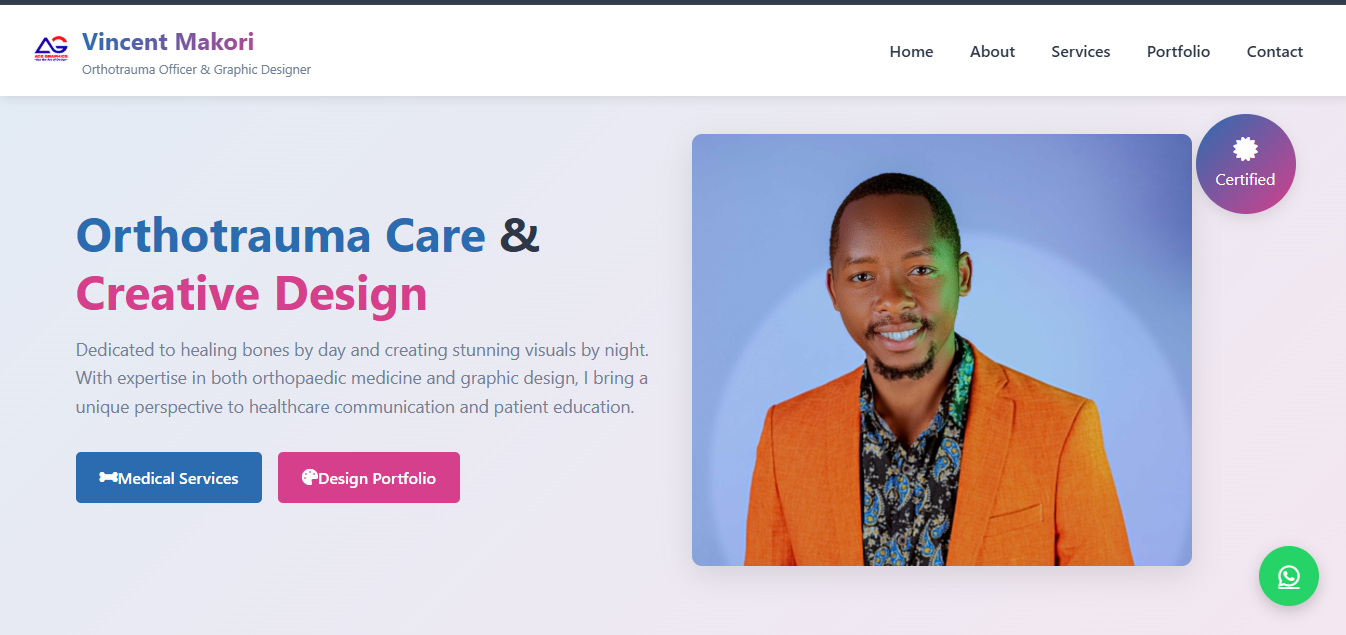 AG
ACE GRAPHICS
Vincent Makori
Orthotrauma Officer & Graphic Designer
Home
About
Services
Portfolio
Contact
Certified
Orthotrauma Care &
Creative Design
Dedicated to healing bones by day and creating stunning visuals by night.
With expertise in both orthopaedic medicine and graphic design, I bring a
unique perspective to healthcare communication and patient education.
Medical Services
Design Portfolio